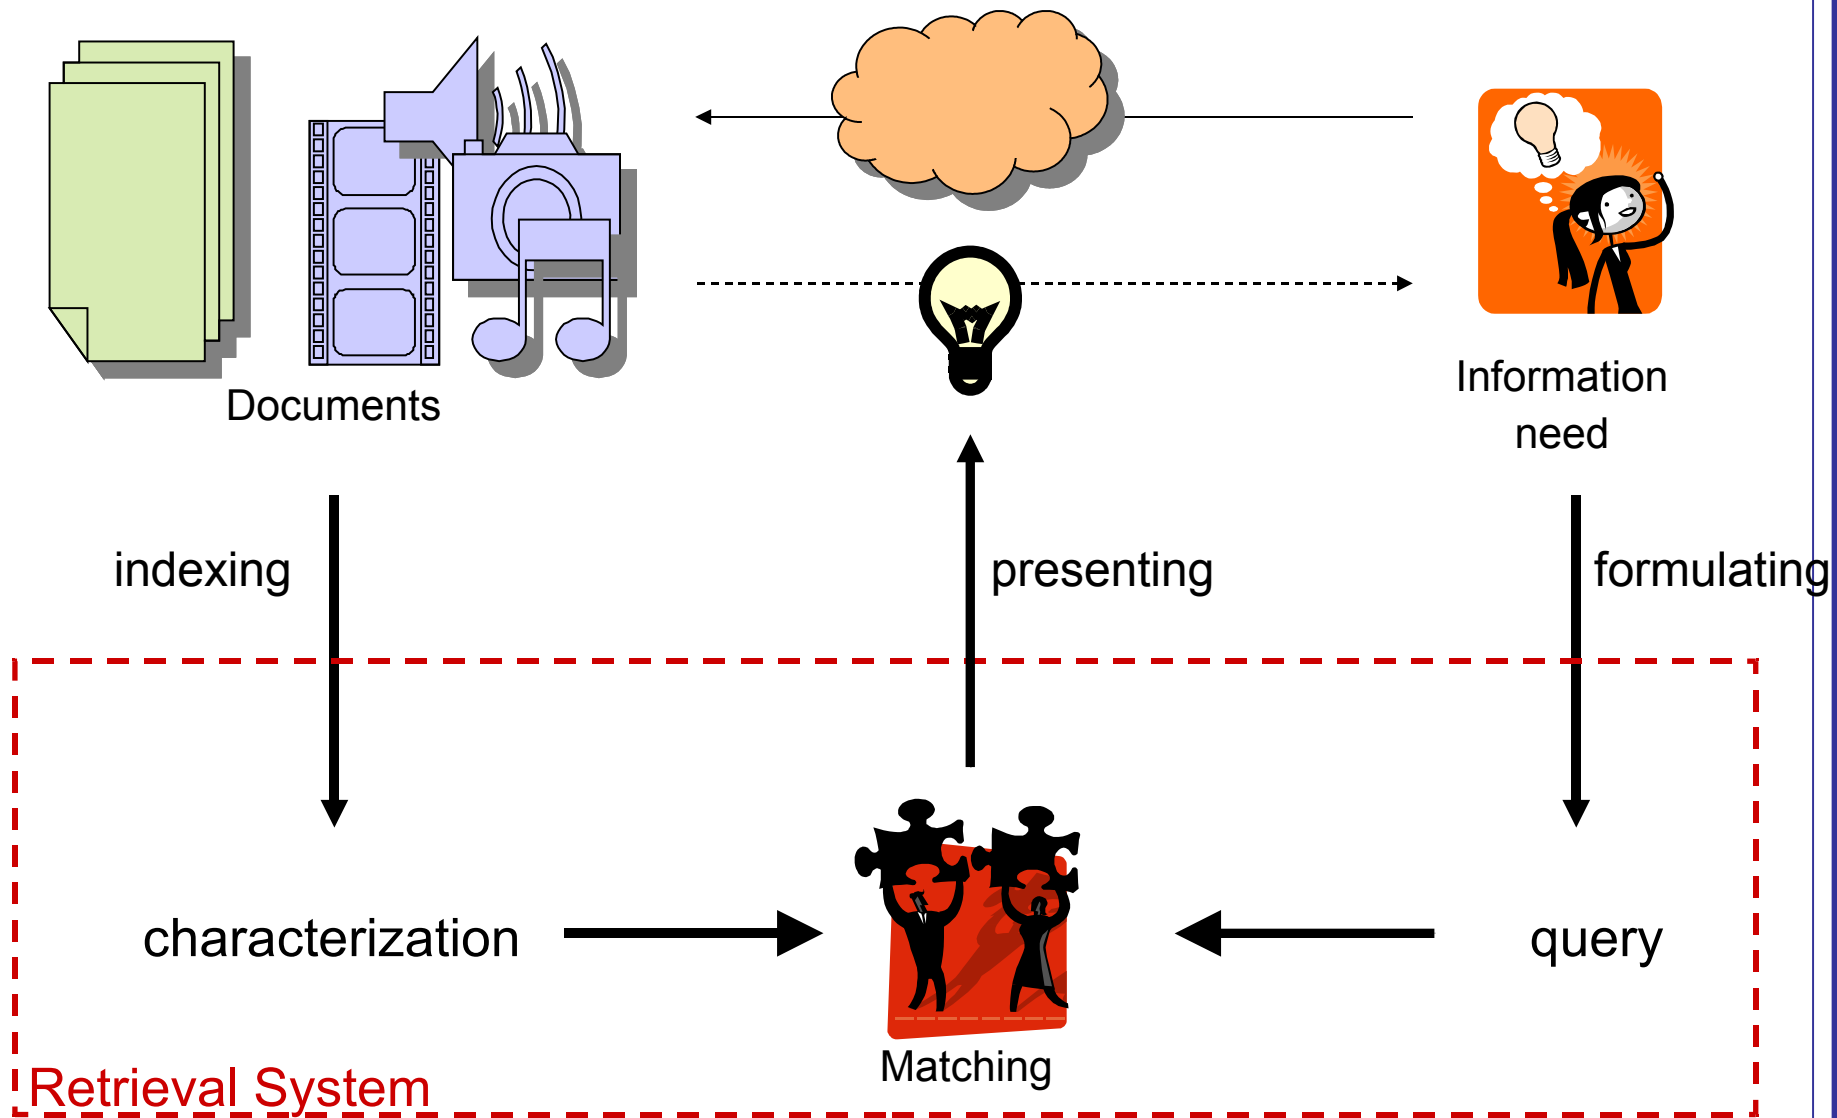 Documents
Information
need
indexing
presenting
formulating
characterization
query
Matching
Retrieval System